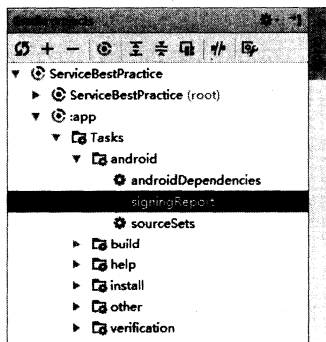 ServiceBestPractice
ServiceBestPractice (root)
:app
Tasks
android
androidDependencies
signingReport
sourceSets
build
help
install
other
verification